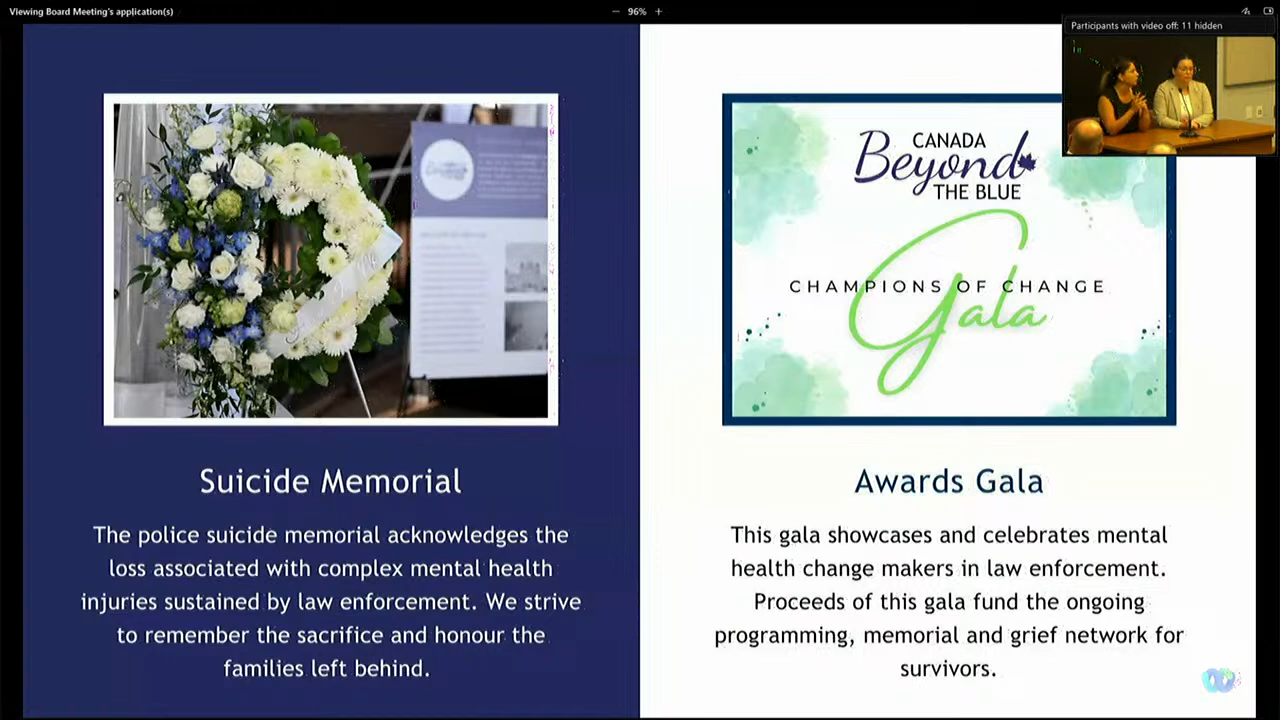 Viewing Board Meeting's application(s)
96%
Participants with video off: 11 hidden
CANADA
Beyond
THE BLUE
CHAMPIONS OF CHANGE
Gala
Suicide Memorial
The police suicide memorial acknowledges the
loss associated with complex mental health
injuries sustained by law enforcement. We strive
to remember the sacrifice and honour the
families left behind.
Awards Gala
This gala showcases and celebrates mental
health change makers in law enforcement.
Proceeds of this gala fund the ongoing
programming, memorial and grief network for
survivors.